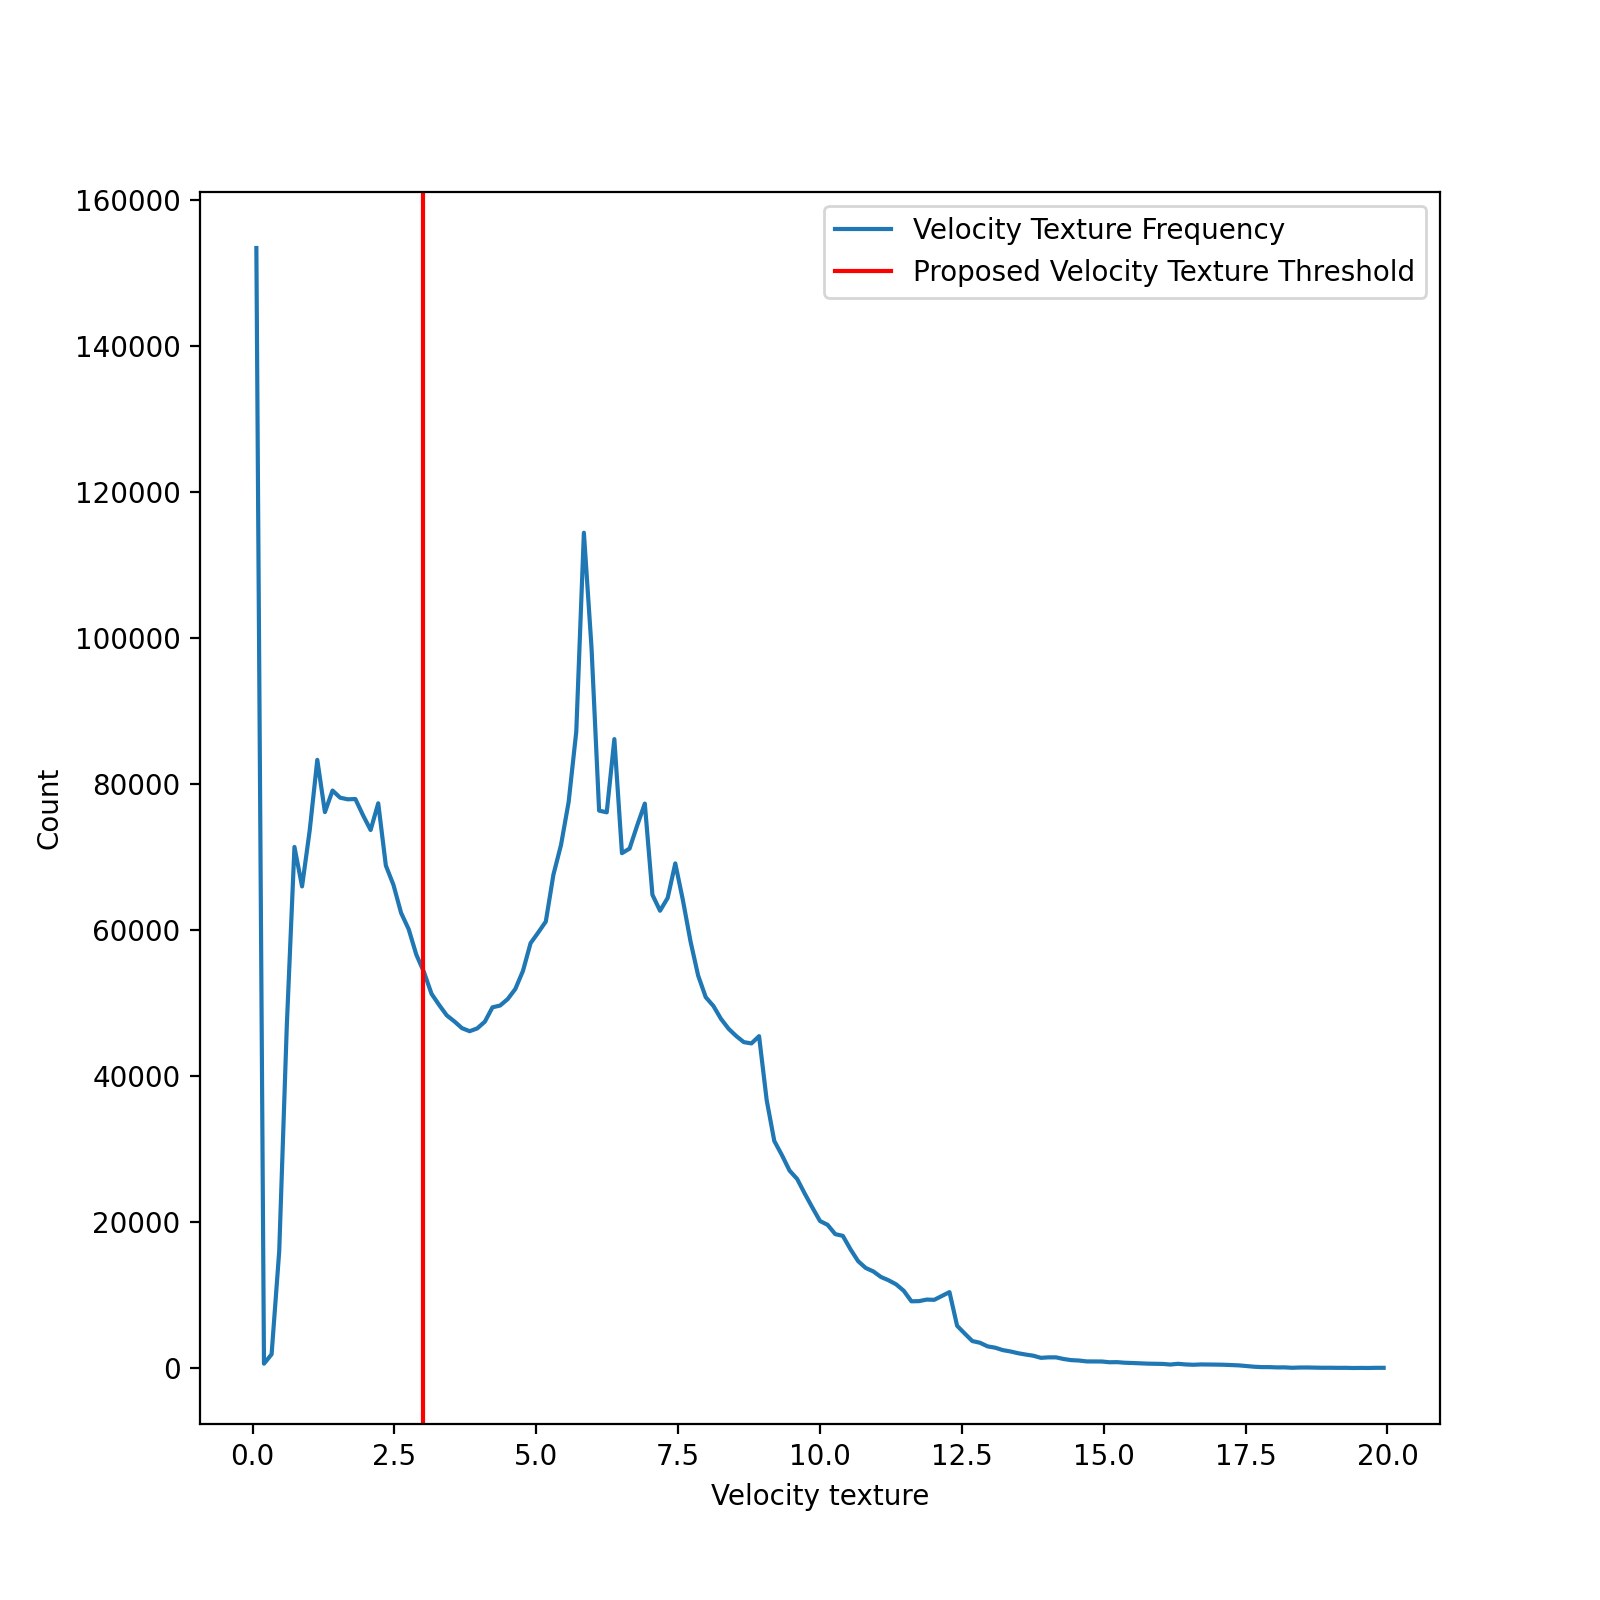 Velocity Texture Frequency
Proposed Velocity Texture Threshold
160000
140000
120000
100000
80000
60000
40000
20000
0
Count
0.0 2.5 5.0 7.5 10.0 12.5 15.0 17.5 20.0
Velocity texture